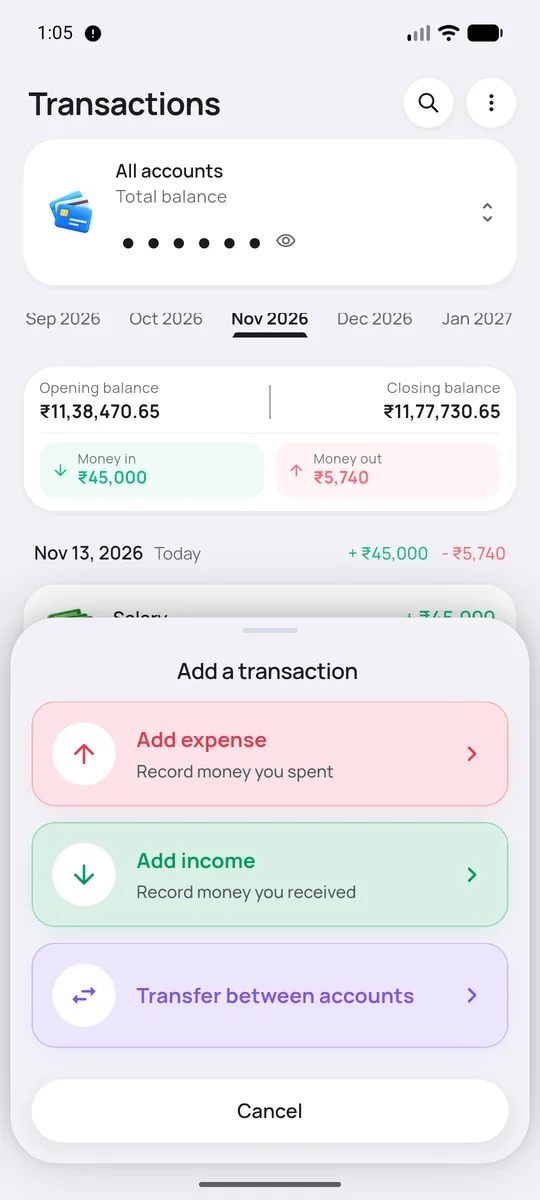 1:05
Transactions
All accounts
Total balance
Sep 2026 Oct 2026 Nov 2026 Dec 2026 Jan 2027
Opening balance Closing balance
₹11,38,470.65 ₹11,77,730.65
Money in Money out
₹45,000 ₹5,740
Nov 13, 2026 Today + ₹45,000 - ₹5,740
Salary + ₹45,000
Add a transaction
Add expense
Record money you spent
Add income
Record money you received
Transfer between accounts
Cancel